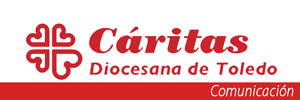 Cáritas
Diocesana de Toledo
Comunicación